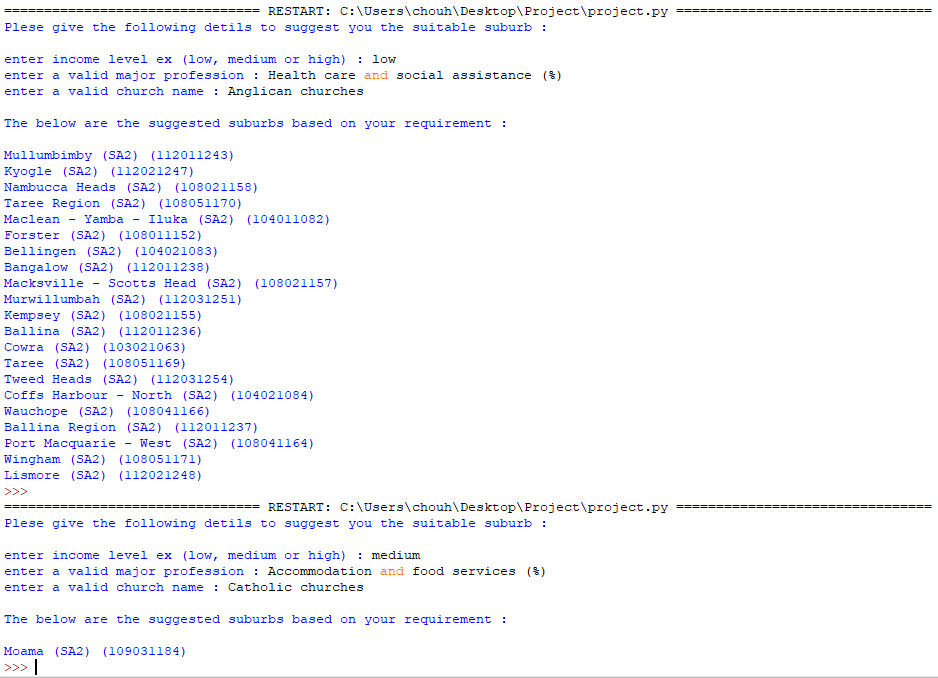 ================================ RESTART: C:\Users\chouh\Desktop\Project\project.py ================================
Plese give the following detils to suggest you the suitable suburb :
enter income level ex (low, medium or high) : low
enter a valid major profession : Health care and social assistance (%)
enter a valid church name : Anglican churches
The below are the suggested suburbs based on your requirement :
Mullumbimby (SA2) (112011243)
Kyogle (SA2) (112021247)
Nambucca Heads (SA2) (108021158)
Taree Region (SA2) (108051170)
Maclean - Yamba - Iluka (SA2) (104011082)
Forster (SA2) (108011152)
Bellingen (SA2) (104021083)
Bangalow (SA2) (112011238)
Macksville - Scotts Head (SA2) (108021157)
Murwillumbah (SA2) (112031251)
Kempsey (SA2) (108021155)
Ballina (SA2) (112011236)
Cowra (SA2) (103021063)
Taree (SA2) (108051169)
Tweed Heads (SA2) (112031254)
Coffs Harbour - North (SA2) (104021084)
Wauchope (SA2) (108041166)
Ballina Region (SA2) (112011237)
Port Macquarie - West (SA2) (108041164)
Wingham (SA2) (108051171)
Lismore (SA2) (112021248)
>>>
================================ RESTART: C:\Users\chouh\Desktop\Project\project.py ================================
Plese give the following detils to suggest you the suitable suburb :
enter income level ex (low, medium or high) : medium
enter a valid major profession : Accommodation and food services (%)
enter a valid church name : Catholic churches
The below are the suggested suburbs based on your requirement :
Moama (SA2) (109031184)
>>>